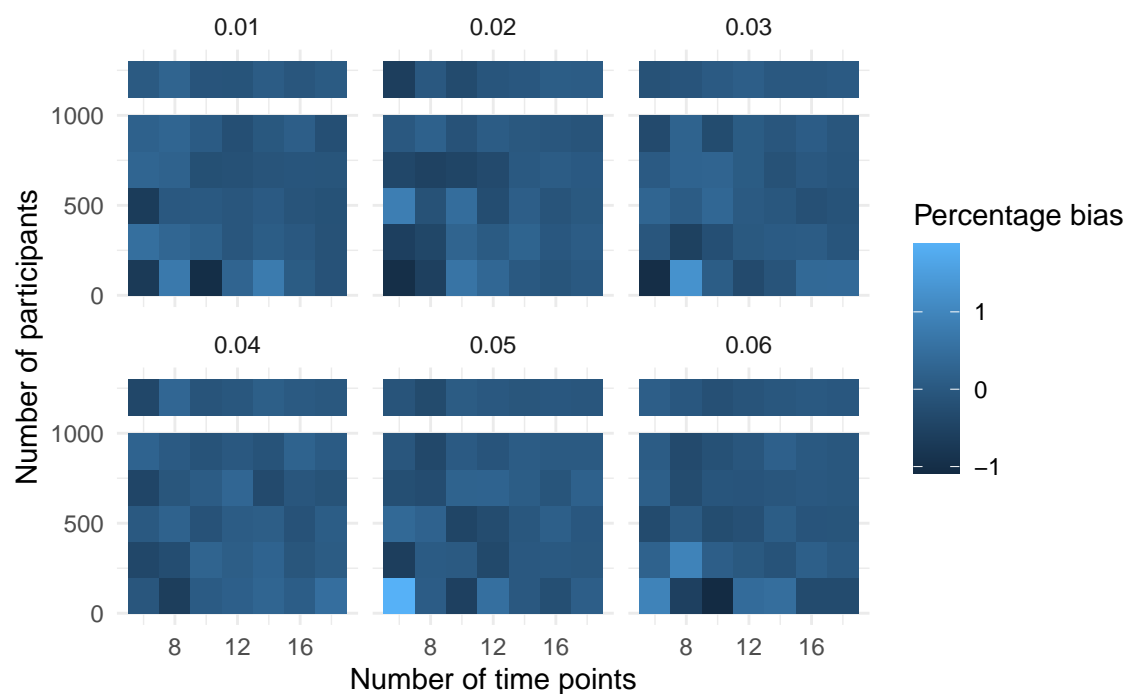 0.01 0.02 0.03
1000
500
0
Number of participants
0.04 0.05 0.06
1000
500
0
8 12 16 8 12 16 8 12 16
Number of time points
Percentage bias
1
0
−1